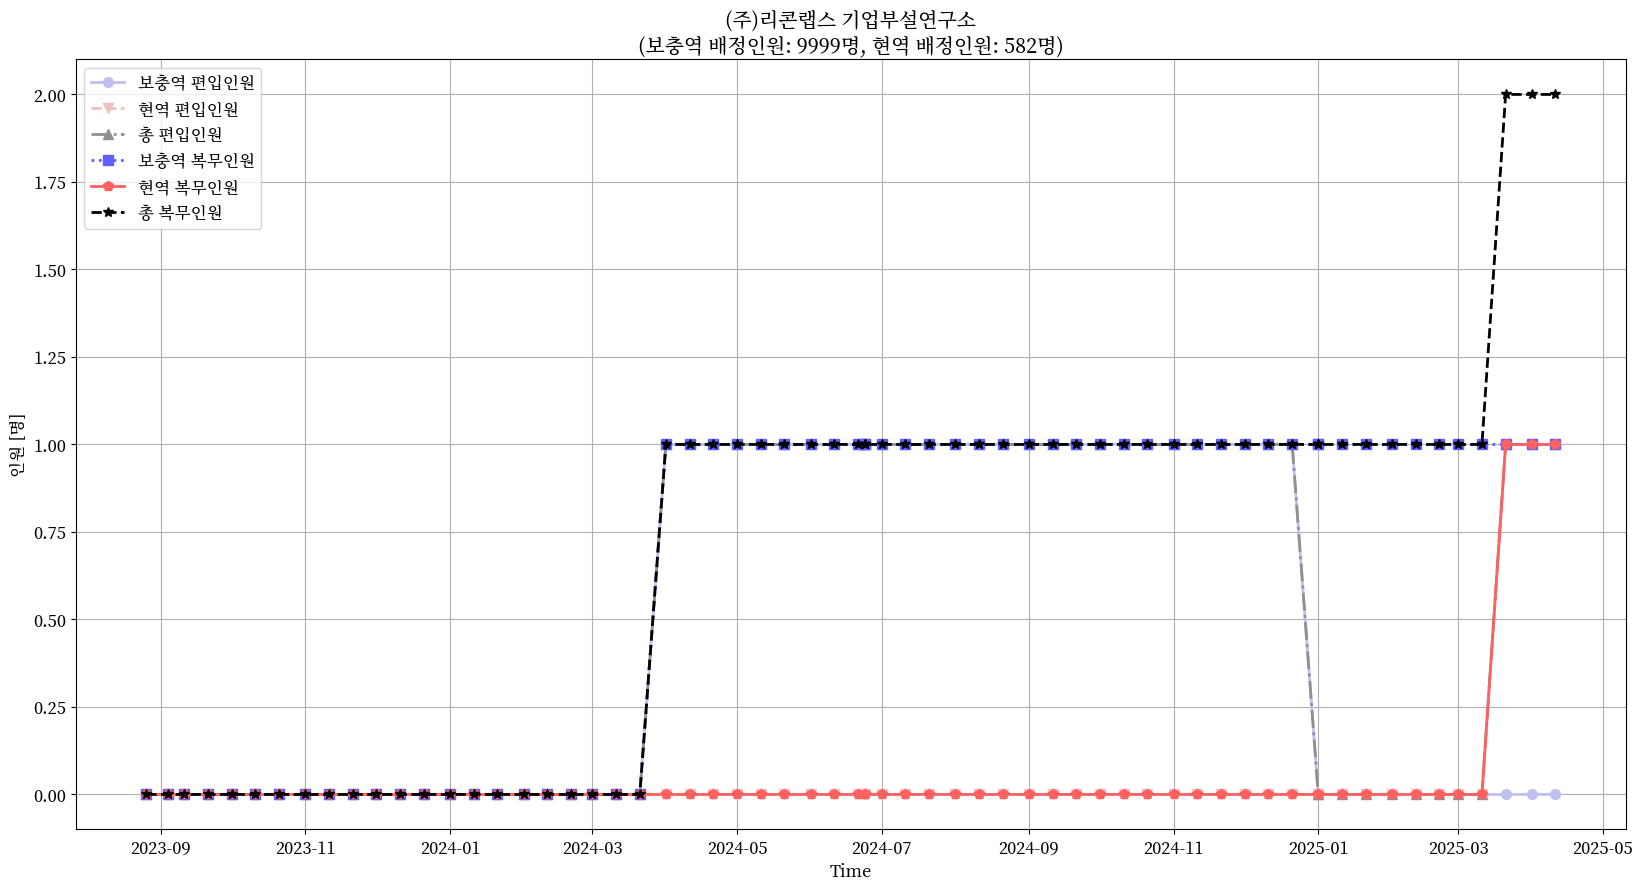 (주)리콘랩스 기업부설연구소
(보충역 배정인원: 9999명, 현역 배정인원: 582명)
보충역 편입인원
현역 편입인원
총 편입인원
보충역 복무인원
현역 복무인원
총 복무인원
2.00
1.75
1.50
1.25
1.00
0.75
0.50
0.25
0.00
인원 [명]
2023-09 2023-11 2024-01 2024-03 2024-05 2024-07 2024-09 2024-11 2025-01 2025-03 2025-05
Time